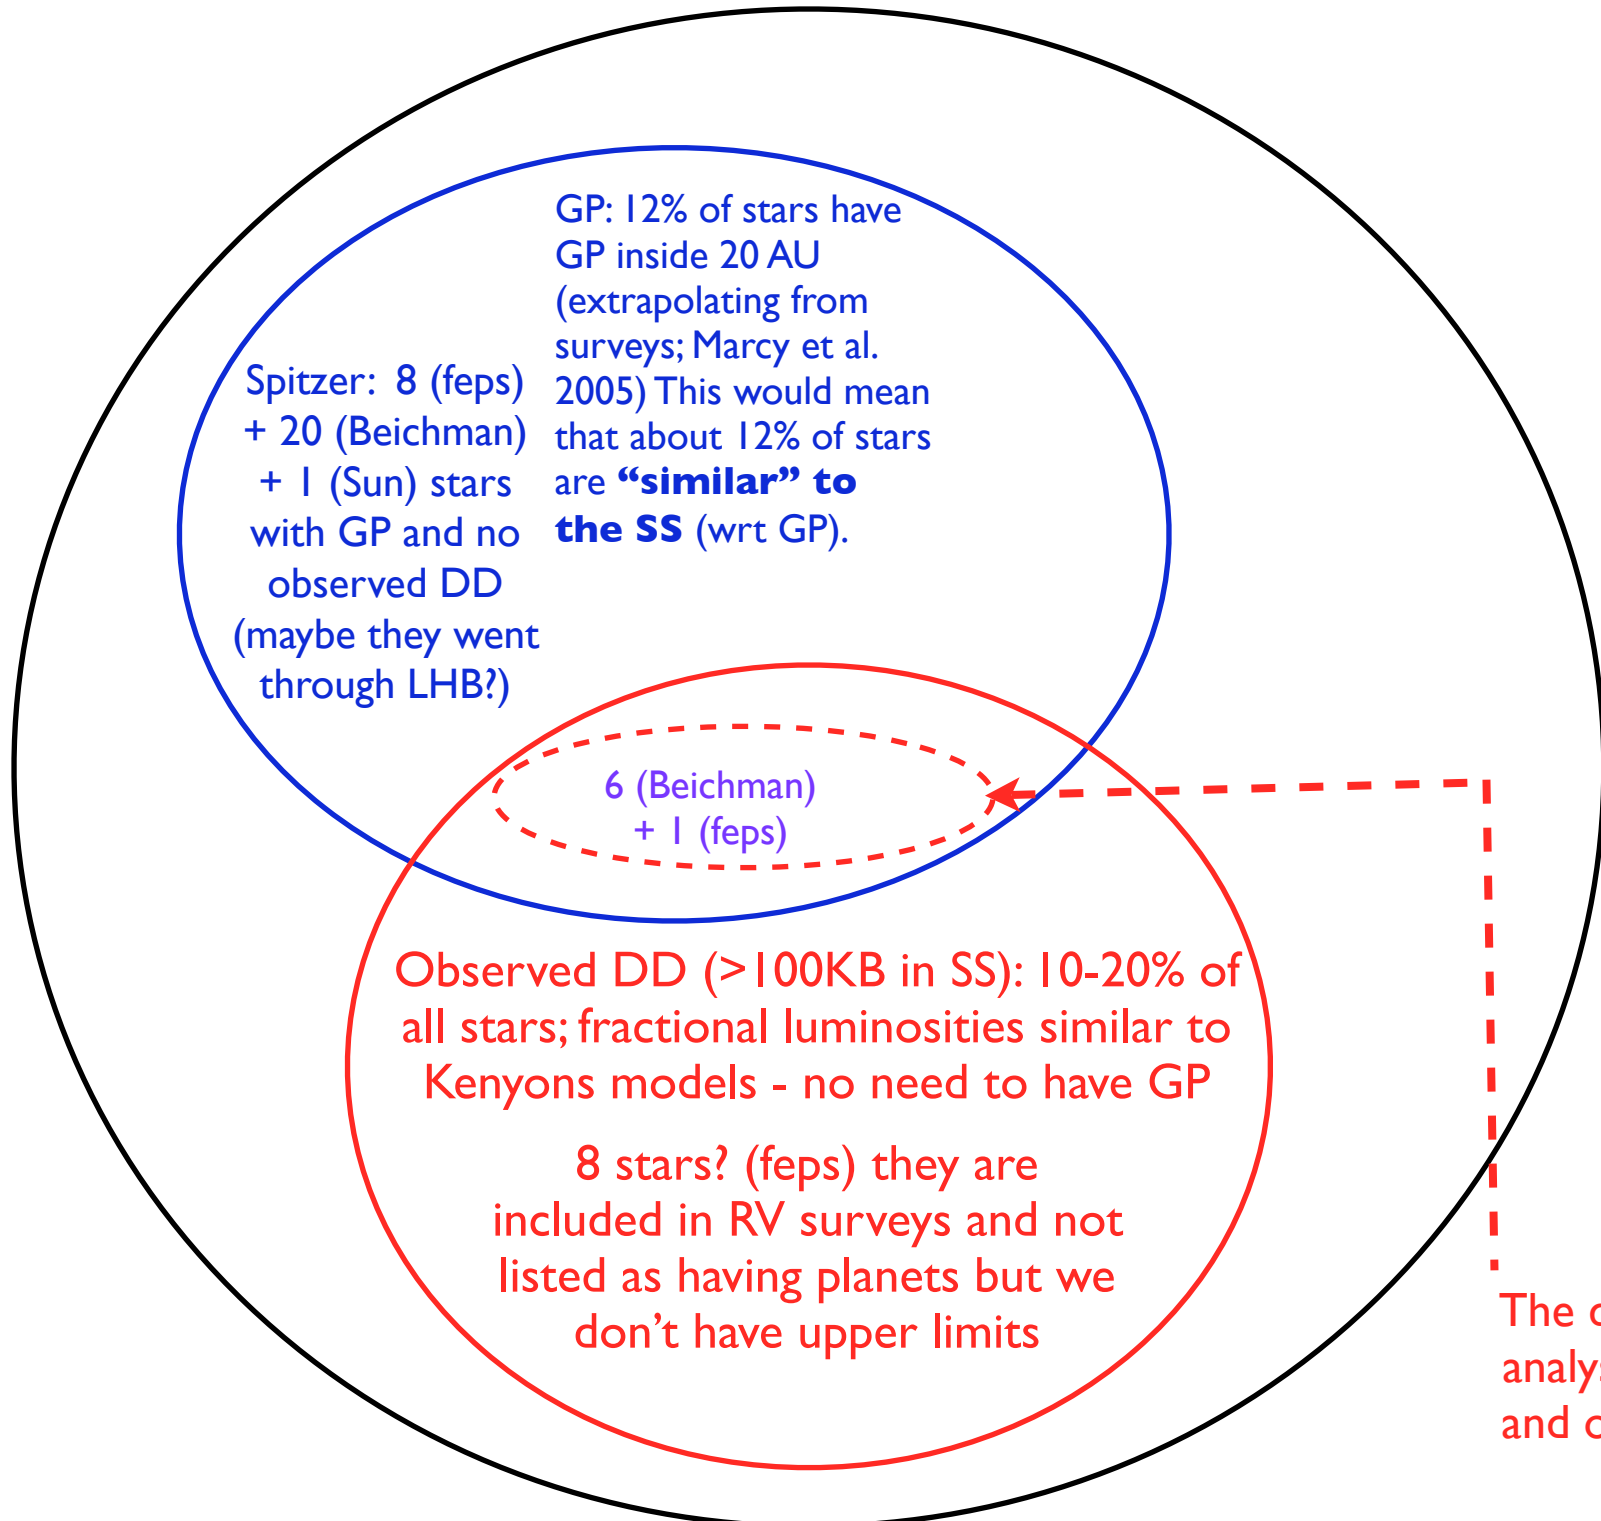 GP: 12% of stars have
GP inside 20 AU
(extrapolating from
surveys; Marcy et al.
2005) This would mean
that about 12% of stars
are “similar” to
the SS (wrt GP).
Spitzer: 8 (feps)
+ 20 (Beichman)
+ 1 (Sun) stars
with GP and no
observed DD
(maybe they went
through LHB?)
6 (Beichman)
+ 1 (feps)
Observed DD (>100KB in SS): 10-20% of
all stars; fractional luminosities similar to
Kenyons models - no need to have GP
8 stars? (feps) they are
included in RV surveys and not
listed as having planets but we
don’t have upper limits
The
and